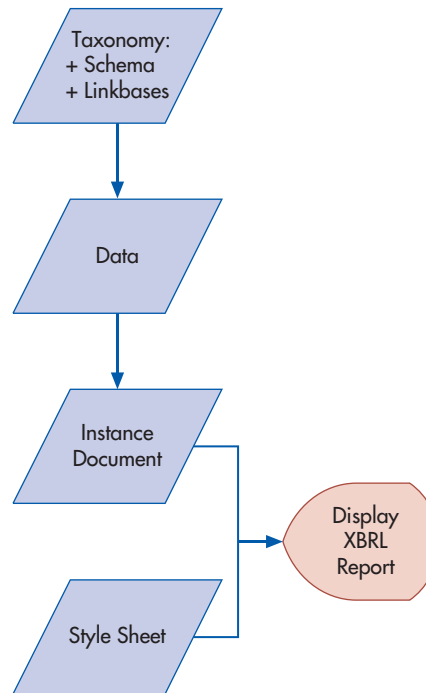 Taxonomy:
+ Schema
+ Linkbases
Data
Instance
Document
Display
XBRL
Report
Style Sheet